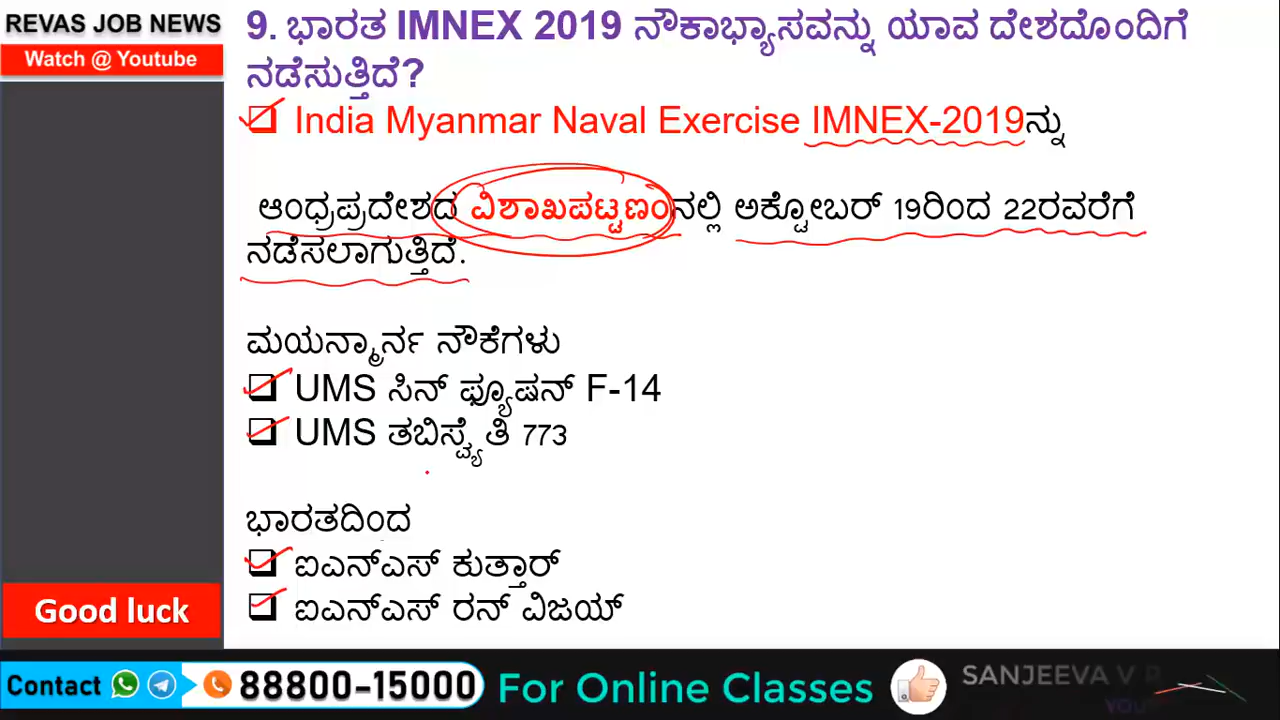 REVAS JOB NEWS
Watch @ Youtube
9. ಭಾರತ IMNEX 2019 ನೌಕಾಭ್ಯಾಸವನ್ನು ಯಾವ ದೇಶದೊಂದಿಗೆ
ನಡೆಸುತ್ತಿದೆ?
India Myanmar Naval Exercise IMNEX-2019ನ್ನು
ಆಂಧ್ರಪ್ರದೇಶದ ವಿಶಾಖಪಟ್ಟಣಂನಲ್ಲಿ ಅಕ್ಟೋಬರ್ 19ರಿಂದ 22ರವರೆಗೆ
ನಡೆಸಲಾಗುತ್ತಿದೆ.
ಮಯನ್ಮಾರ್ನ ನೌಕೆಗಳು
UMS ಸಿನ್ ಫ್ಯೂಷನ್ F-14
UMS ತಬಿಸ್ವ್ಯೆತಿ 773
ಭಾರತದಿಂದ
ಐಎನ್ಎಸ್ ಕುತ್ತಾರ್
ಐಎನ್ಎಸ್ ರನ್ ವಿಜಯ್
Good luck
Contact 88800-15000 For Online Classes
SANJEEVA V
YOU